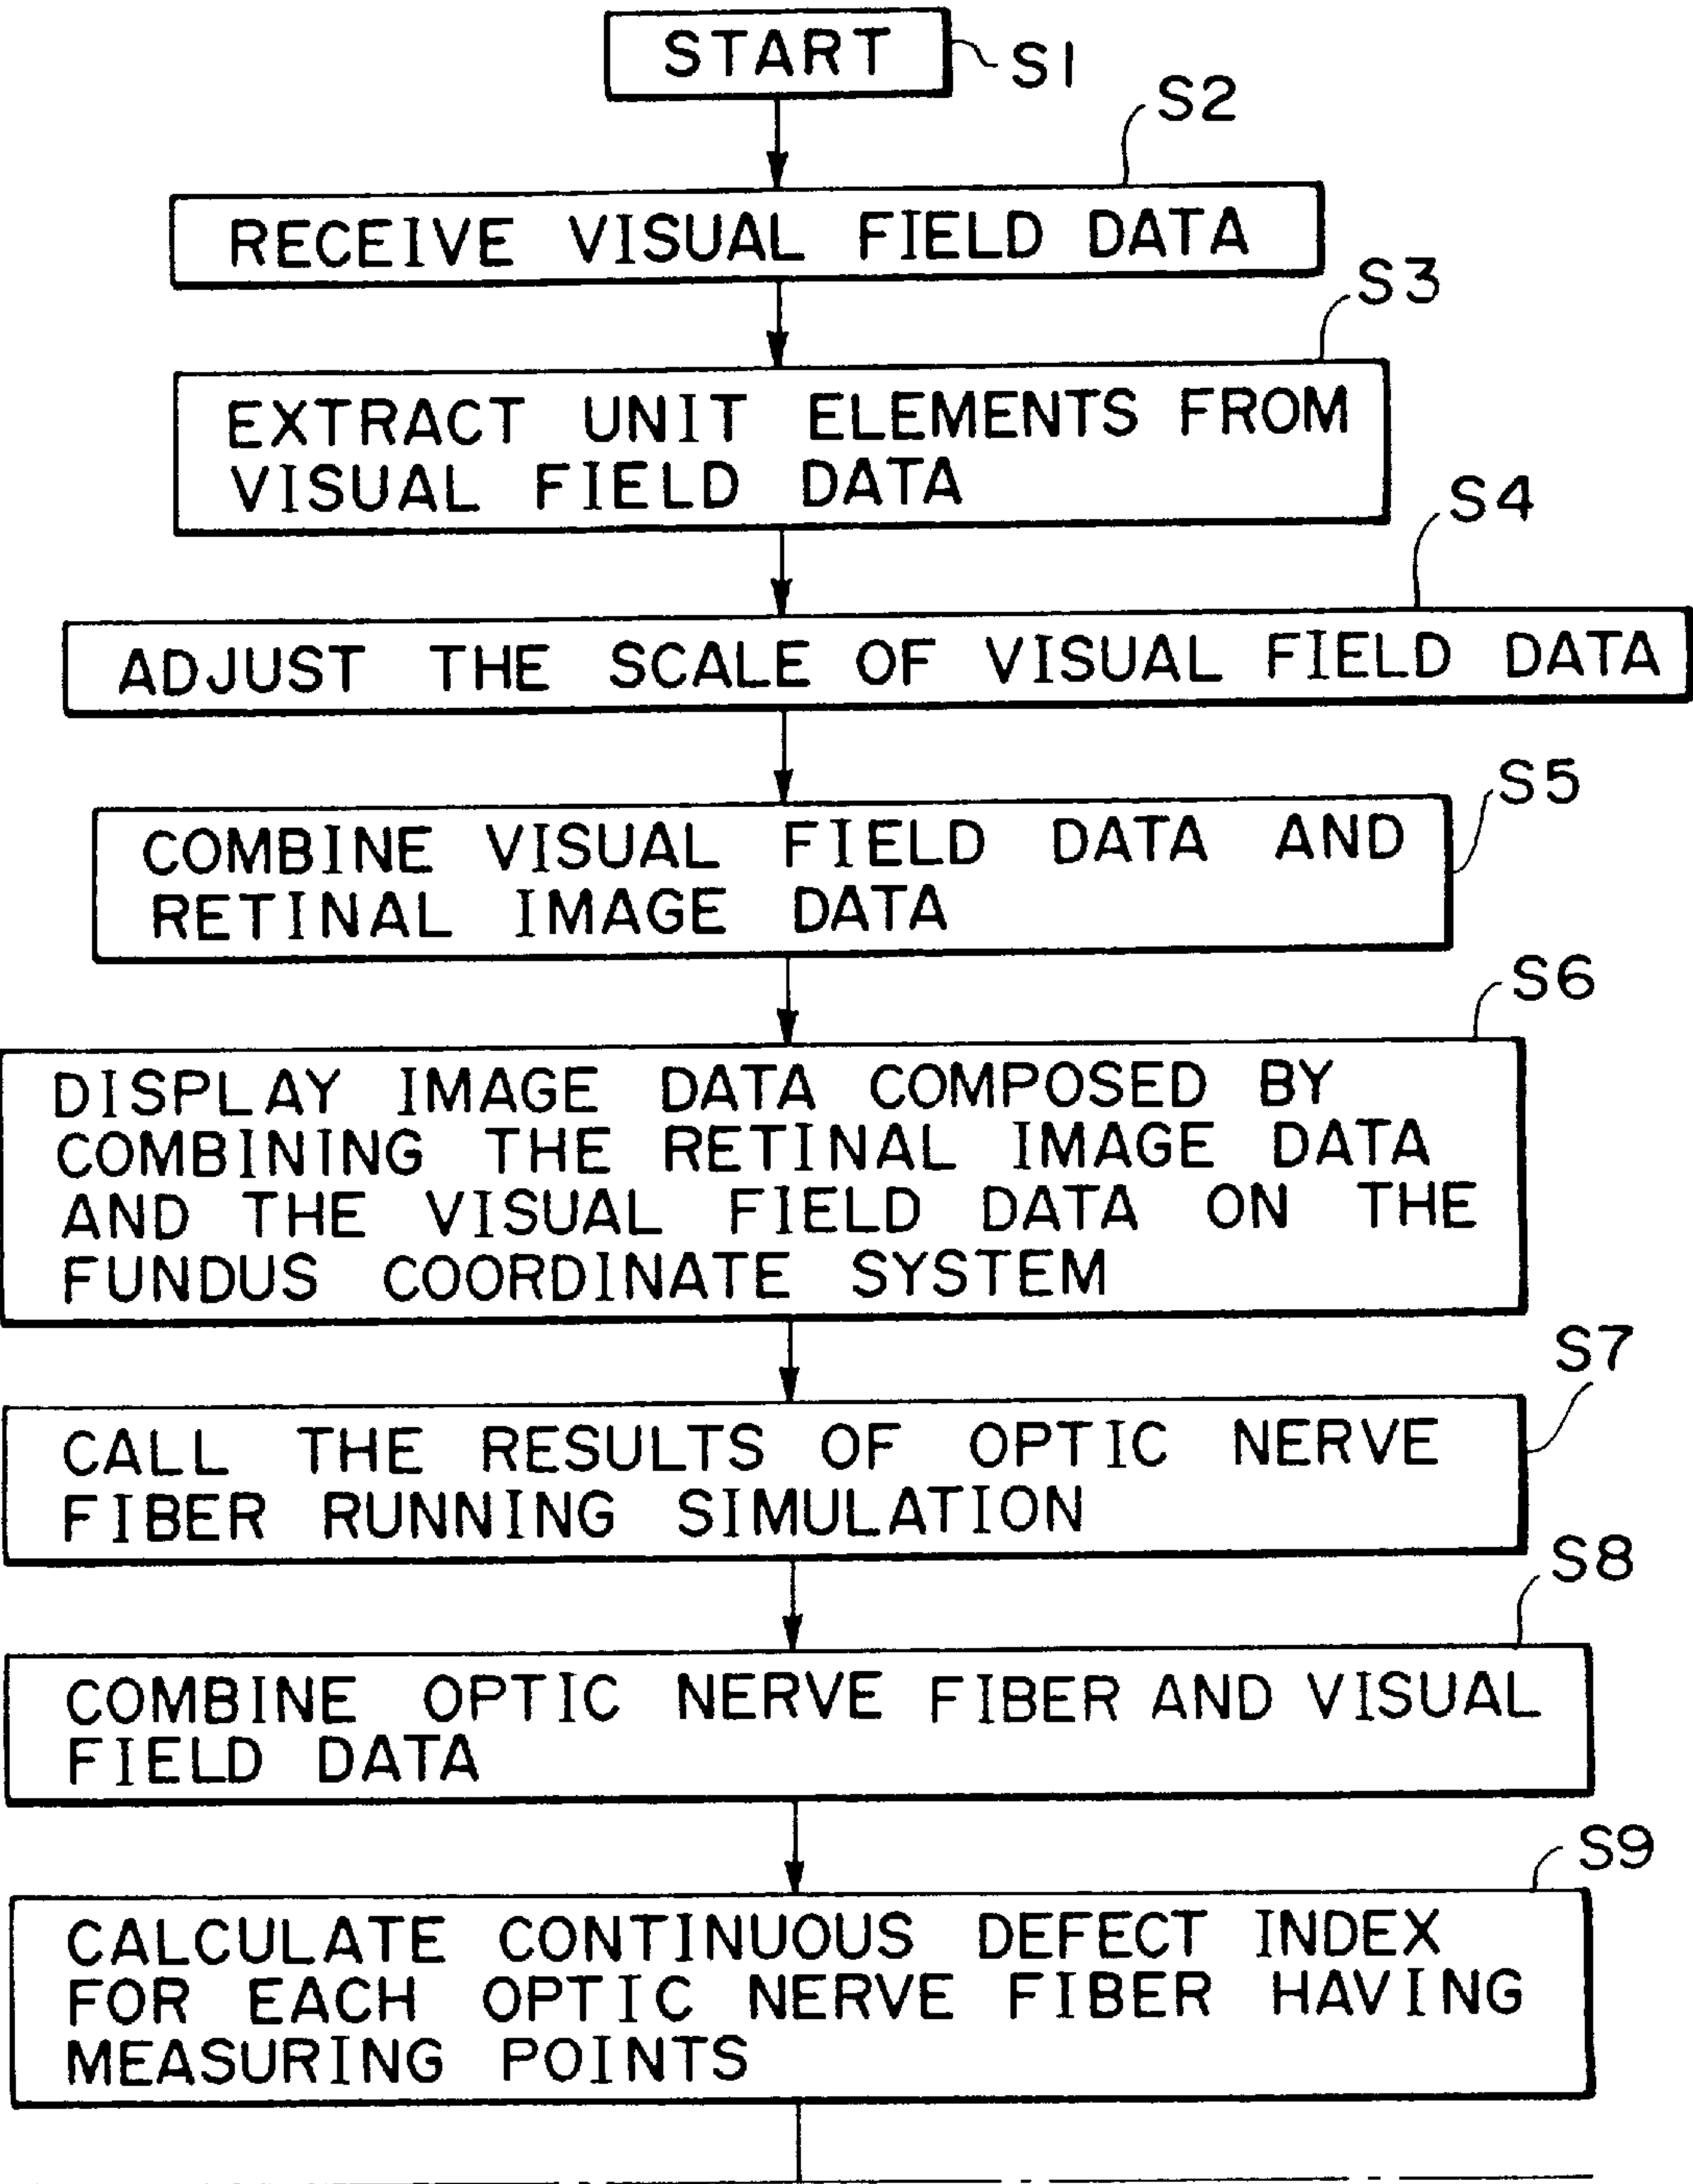 START
S1
S2
RECEIVE VISUAL FIELD DATA
S3
EXTRACT UNIT ELEMENTS FROM
VISUAL FIELD DATA
S4
ADJUST THE SCALE OF VISUAL FIELD DATA
S5
COMBINE VISUAL FIELD DATA AND
RETINAL IMAGE DATA
S6
DISPLAY IMAGE DATA COMPOSED BY
COMBINING THE RETINAL IMAGE DATA
AND THE VISUAL FIELD DATA ON THE
FUNDUS COORDINATE SYSTEM
S7
CALL THE RESULTS OF OPTIC NERVE
FIBER RUNNING SIMULATION
S8
COMBINE OPTIC NERVE FIBER AND VISUAL
FIELD DATA
S9
CALCULATE CONTINUOUS DEFECT INDEX
FOR EACH OPTIC NERVE FIBER HAVING
MEASURING POINTS